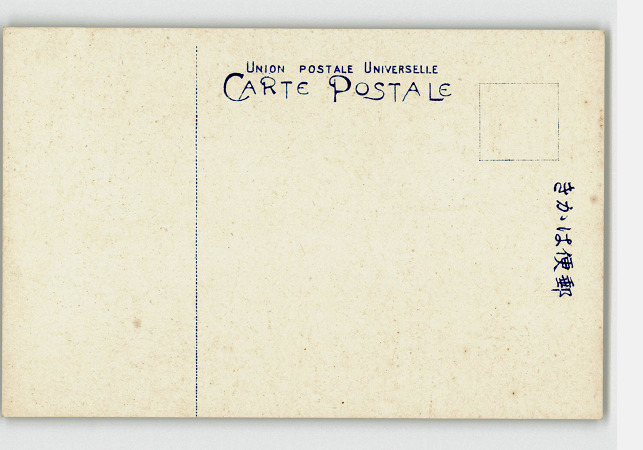 UNION POSTALE UNIVERSELLE
CARTE POSTALE
きかは便郵